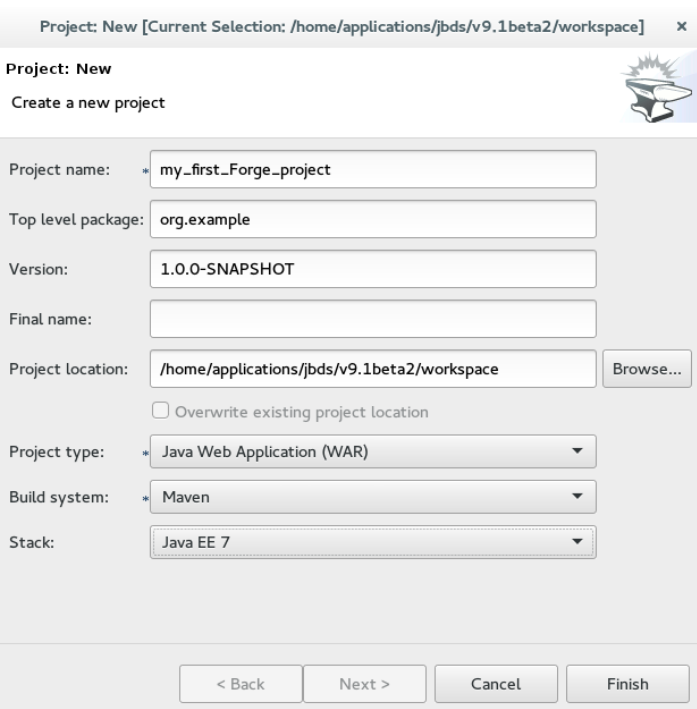 Project: New [Current Selection: /home/applications/jbds/v9.1beta2/workspace] ×
Project: New
Create a new project
Project name: * my_first_Forge_project
Top level package: org.example
Version: 1.0.0-SNAPSHOT
Final name:
Project location: /home/applications/jbds/v9.1beta2/workspace Browse...
Overwrite existing project location
Project type: * Java Web Application (WAR)
Build system: * Maven
Stack: Java EE 7
< Back Next > Cancel Finish